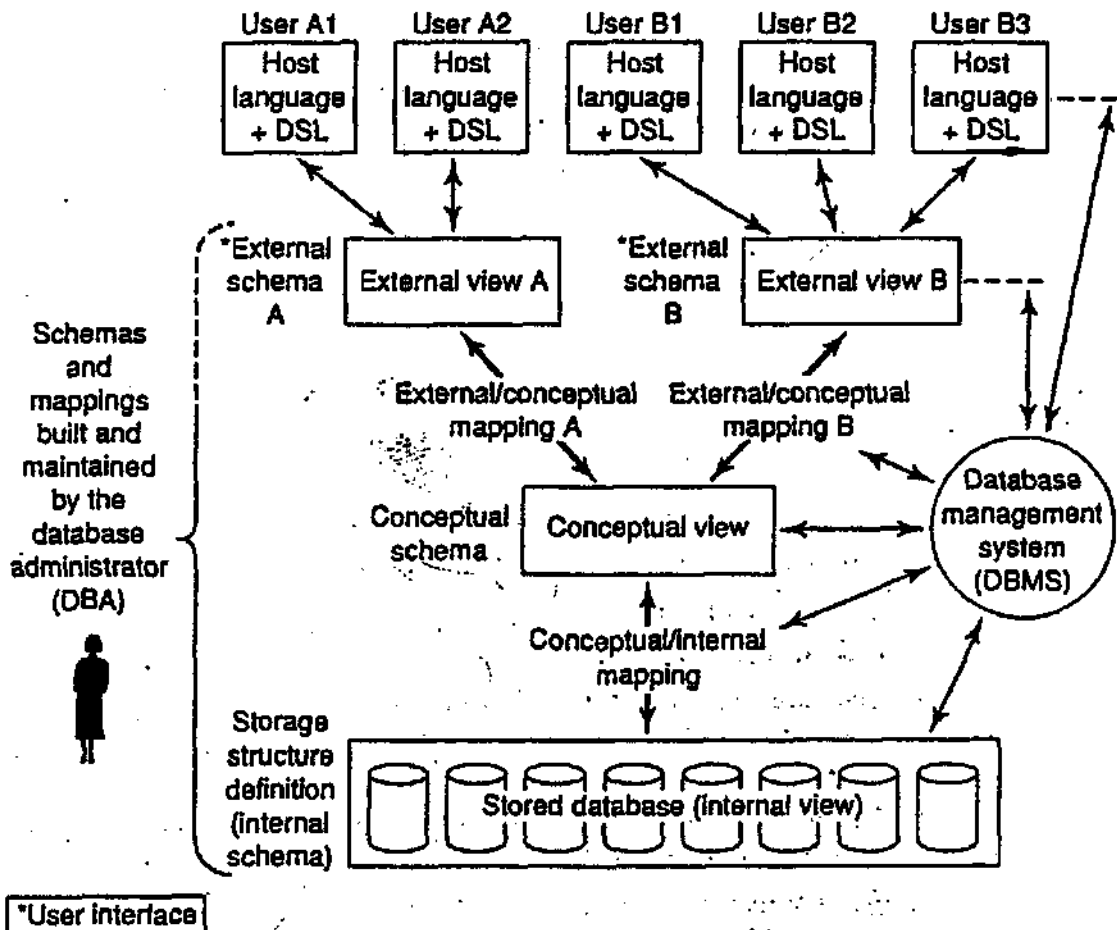 User A1
User A2
User B1
User B2
User B3
Host
language
+ DSL
Host
language
+ DSL
Host
language
+ DSL
Host
language
+ DSL
Host
language
+ DSL
*External
schema
A
External view A
*External
schema
B
External view B
Schemas
and
mappings
built and
maintained
by the
database
administrator
(DBA)
External/conceptual
mapping A
External/conceptual
mapping B
Conceptual
schema
Conceptual view
Database
management
system
(DBMS)
Conceptual/internal
mapping
Storage
structure
definition
(internal
schema)
Stored database (internal view)
*User interface